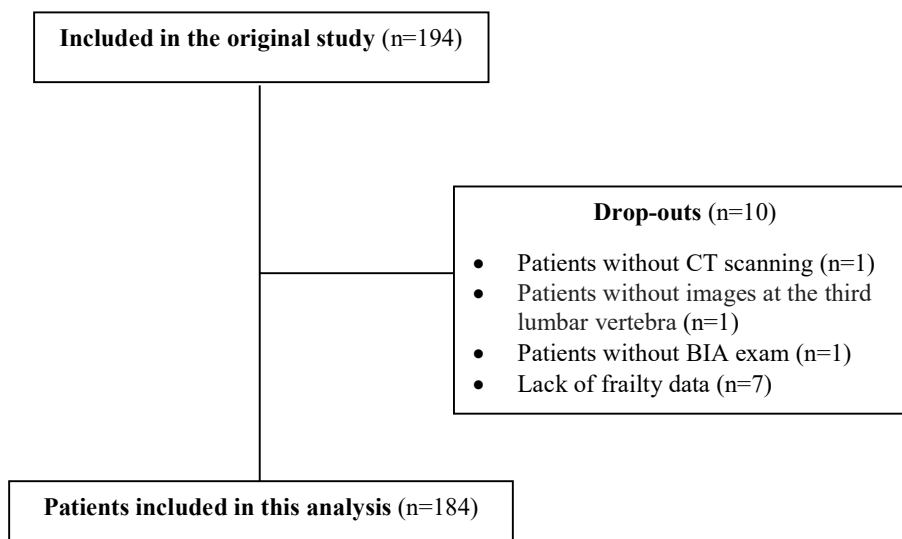 Included in the original study (n=194)
Drop-outs (n=10)
• Patients without CT scanning (n=1)
• Patients without images at the third
lumbar vertebra (n=1)
• Patients without BIA exam (n=1)
• Lack of frailty data (n=7)
Patients included in this analysis (n=184)